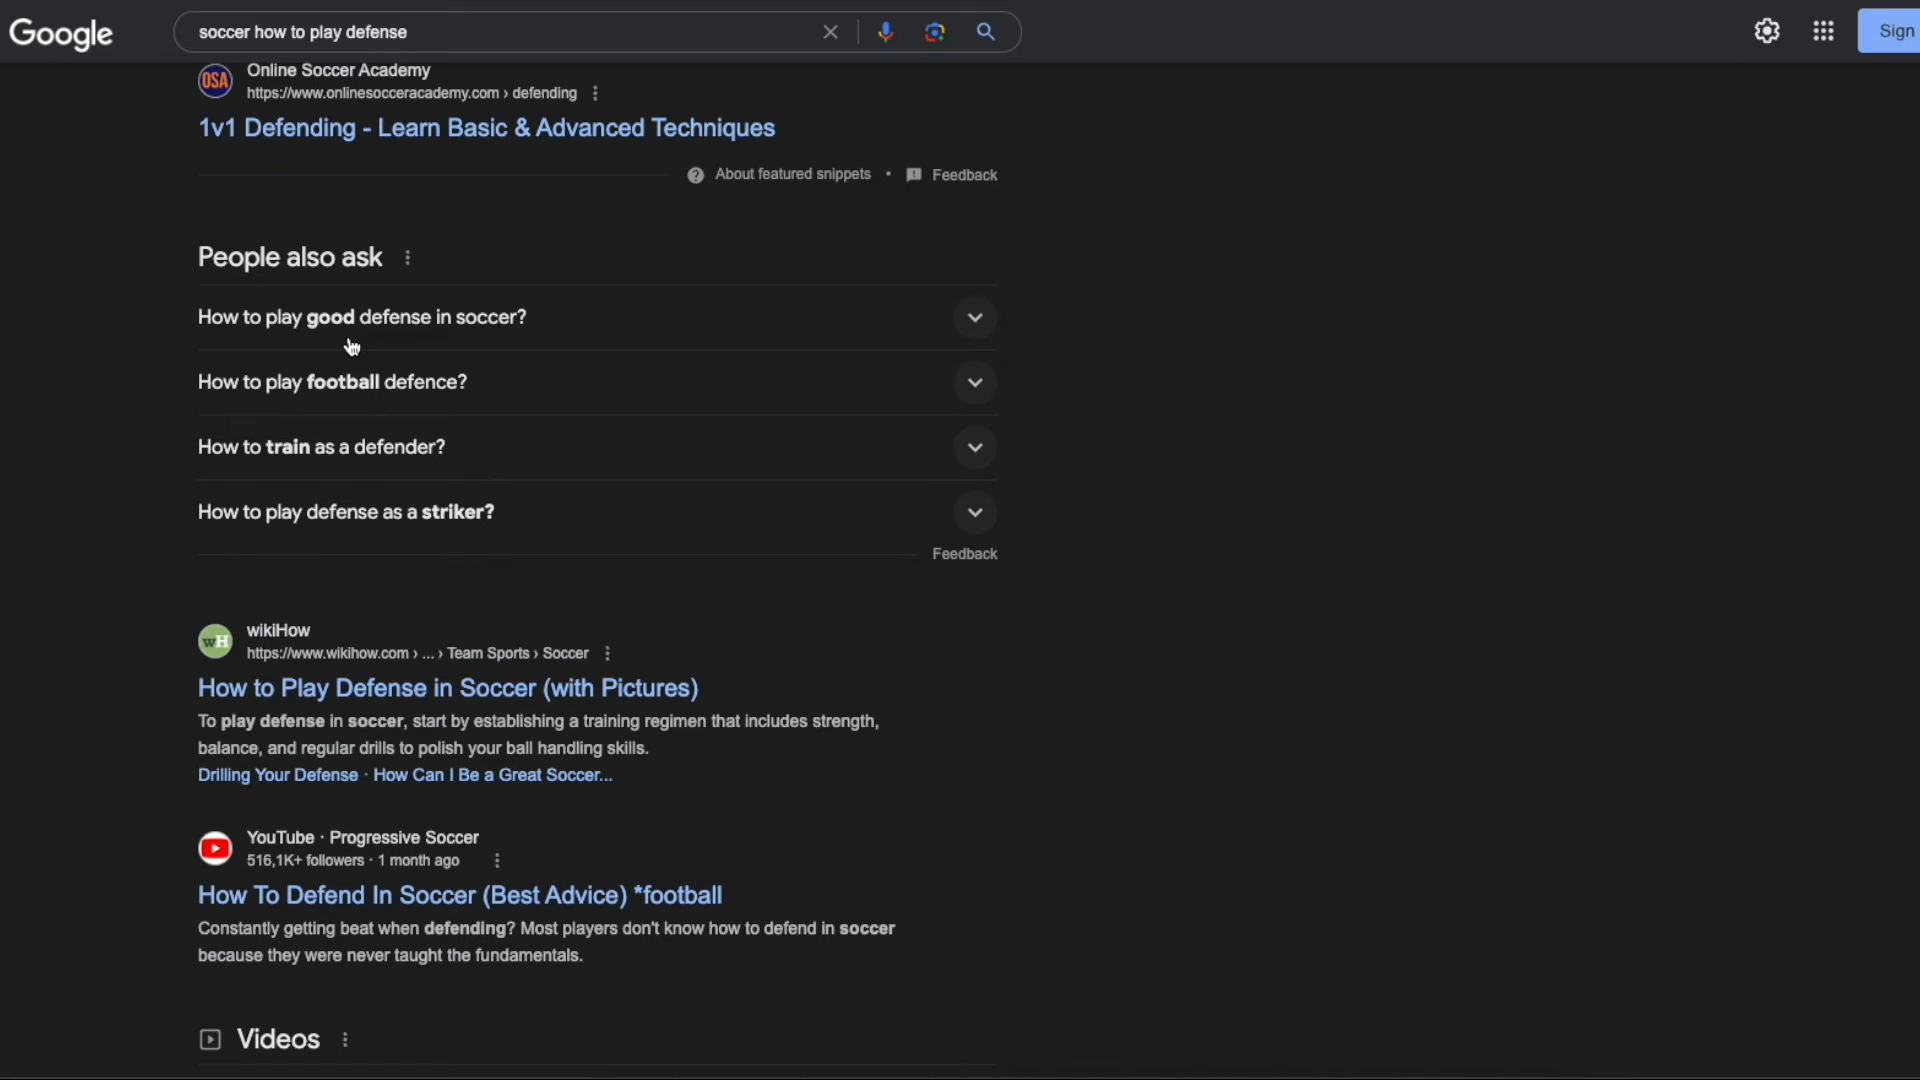 Google
soccer how to play defense
Sign
OSA
Online Soccer Academy
https://www.onlinesocceracademy.com › defending
1v1 Defending - Learn Basic & Advanced Techniques
About featured snippets • Feedback
People also ask
How to play good defense in soccer?
How to play football defence?
How to train as a defender?
How to play defense as a striker?
Feedback
wH
wikiHow
https://www.wikihow.com › ... › Team Sports › Soccer
How to Play Defense in Soccer (with Pictures)
To play defense in soccer, start by establishing a training regimen that includes strength,
balance, and regular drills to polish your ball handling skills.
Drilling Your Defense · How Can I Be a Great Soccer...
YouTube · Progressive Soccer
516,1K+ followers · 1 month ago
How To Defend In Soccer (Best Advice) *football
Constantly getting beat when defending? Most players don't know how to defend in soccer
because they were never taught the fundamentals.
Videos